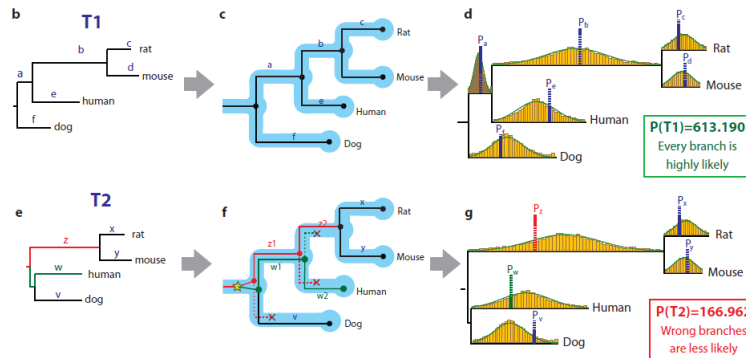 b
T1
a
b
c
rat
d
mouse
e
human
f
dog
c
a
b
c
Rat
Mouse
e
Human
f
Dog
d
Pa
Pb
Pc
Rat
Pd
Mouse
Pe
Human
Pf
Dog
P(T1)=613.190
Every branch is
highly likely
e
T2
z
x
rat
y
mouse
w
human
v
dog
f
z1
z2
x
Rat
y
Mouse
w1
w2
Human
v
Dog
g
Pz
Px
Rat
Py
Mouse
Pw
Human
Pv
Dog
P(T2)=166.962
Wrong branches
are less likely